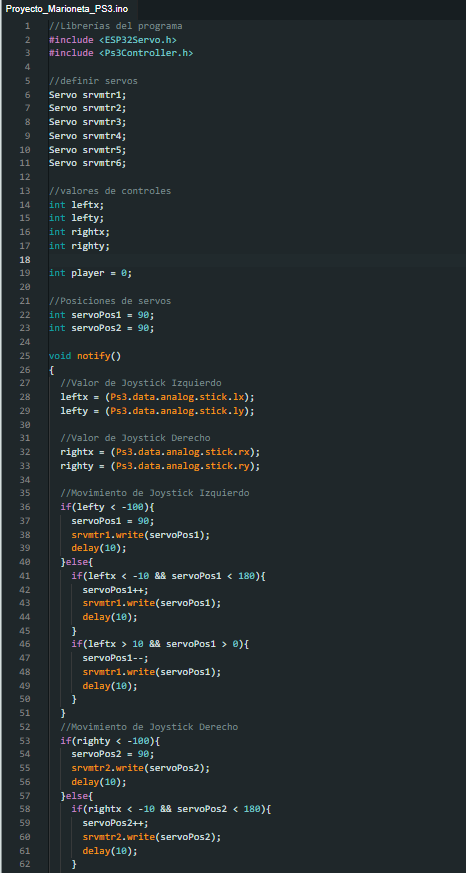 Proyecto_Marioneta_PS3.ino
1 //Librerías del programa
2 #include <ESP32Servo.h>
3 #include <Ps3Controller.h>
4
5 //definir servos
6 Servo srvmtr1;
7 Servo srvmtr2;
8 Servo srvmtr3;
9 Servo srvmtr4;
10 Servo srvmtr5;
11 Servo srvmtr6;
12
13 //valores de controles
14 int leftx;
15 int lefty;
16 int rightx;
17 int righty;
18
19 int player = 0;
20
21 //Posiciones de servos
22 int servoPos1 = 90;
23 int servoPos2 = 90;
24
25 void notify()
26 {
27   //Valor de Joystick Izquierdo
28   leftx = (Ps3.data.analog.stick.lx);
29   lefty = (Ps3.data.analog.stick.ly);
30
31   //Valor de Joystick Derecho
32   rightx = (Ps3.data.analog.stick.rx);
33   righty = (Ps3.data.analog.stick.ry);
34
35   //Movimiento de Joystick Izquierdo
36   if(lefty < -100){
37     servoPos1 = 90;
38     srvmtr1.write(servoPos1);
39     delay(10);
40   }else{
41     if(leftx < -10 && servoPos1 < 180){
42       servoPos1++;
43       srvmtr1.write(servoPos1);
44       delay(10);
45     }
46     if(leftx > 10 && servoPos1 > 0){
47       servoPos1--;
48       srvmtr1.write(servoPos1);
49       delay(10);
50     }
51   }
52   //Movimiento de Joystick Derecho
53   if(righty < -100){
54     servoPos2 = 90;
55     srvmtr2.write(servoPos2);
56     delay(10);
57   }else{
58     if(rightx < -10 && servoPos2 < 180){
59       servoPos2++;
60       srvmtr2.write(servoPos2);
61       delay(10);
62     }